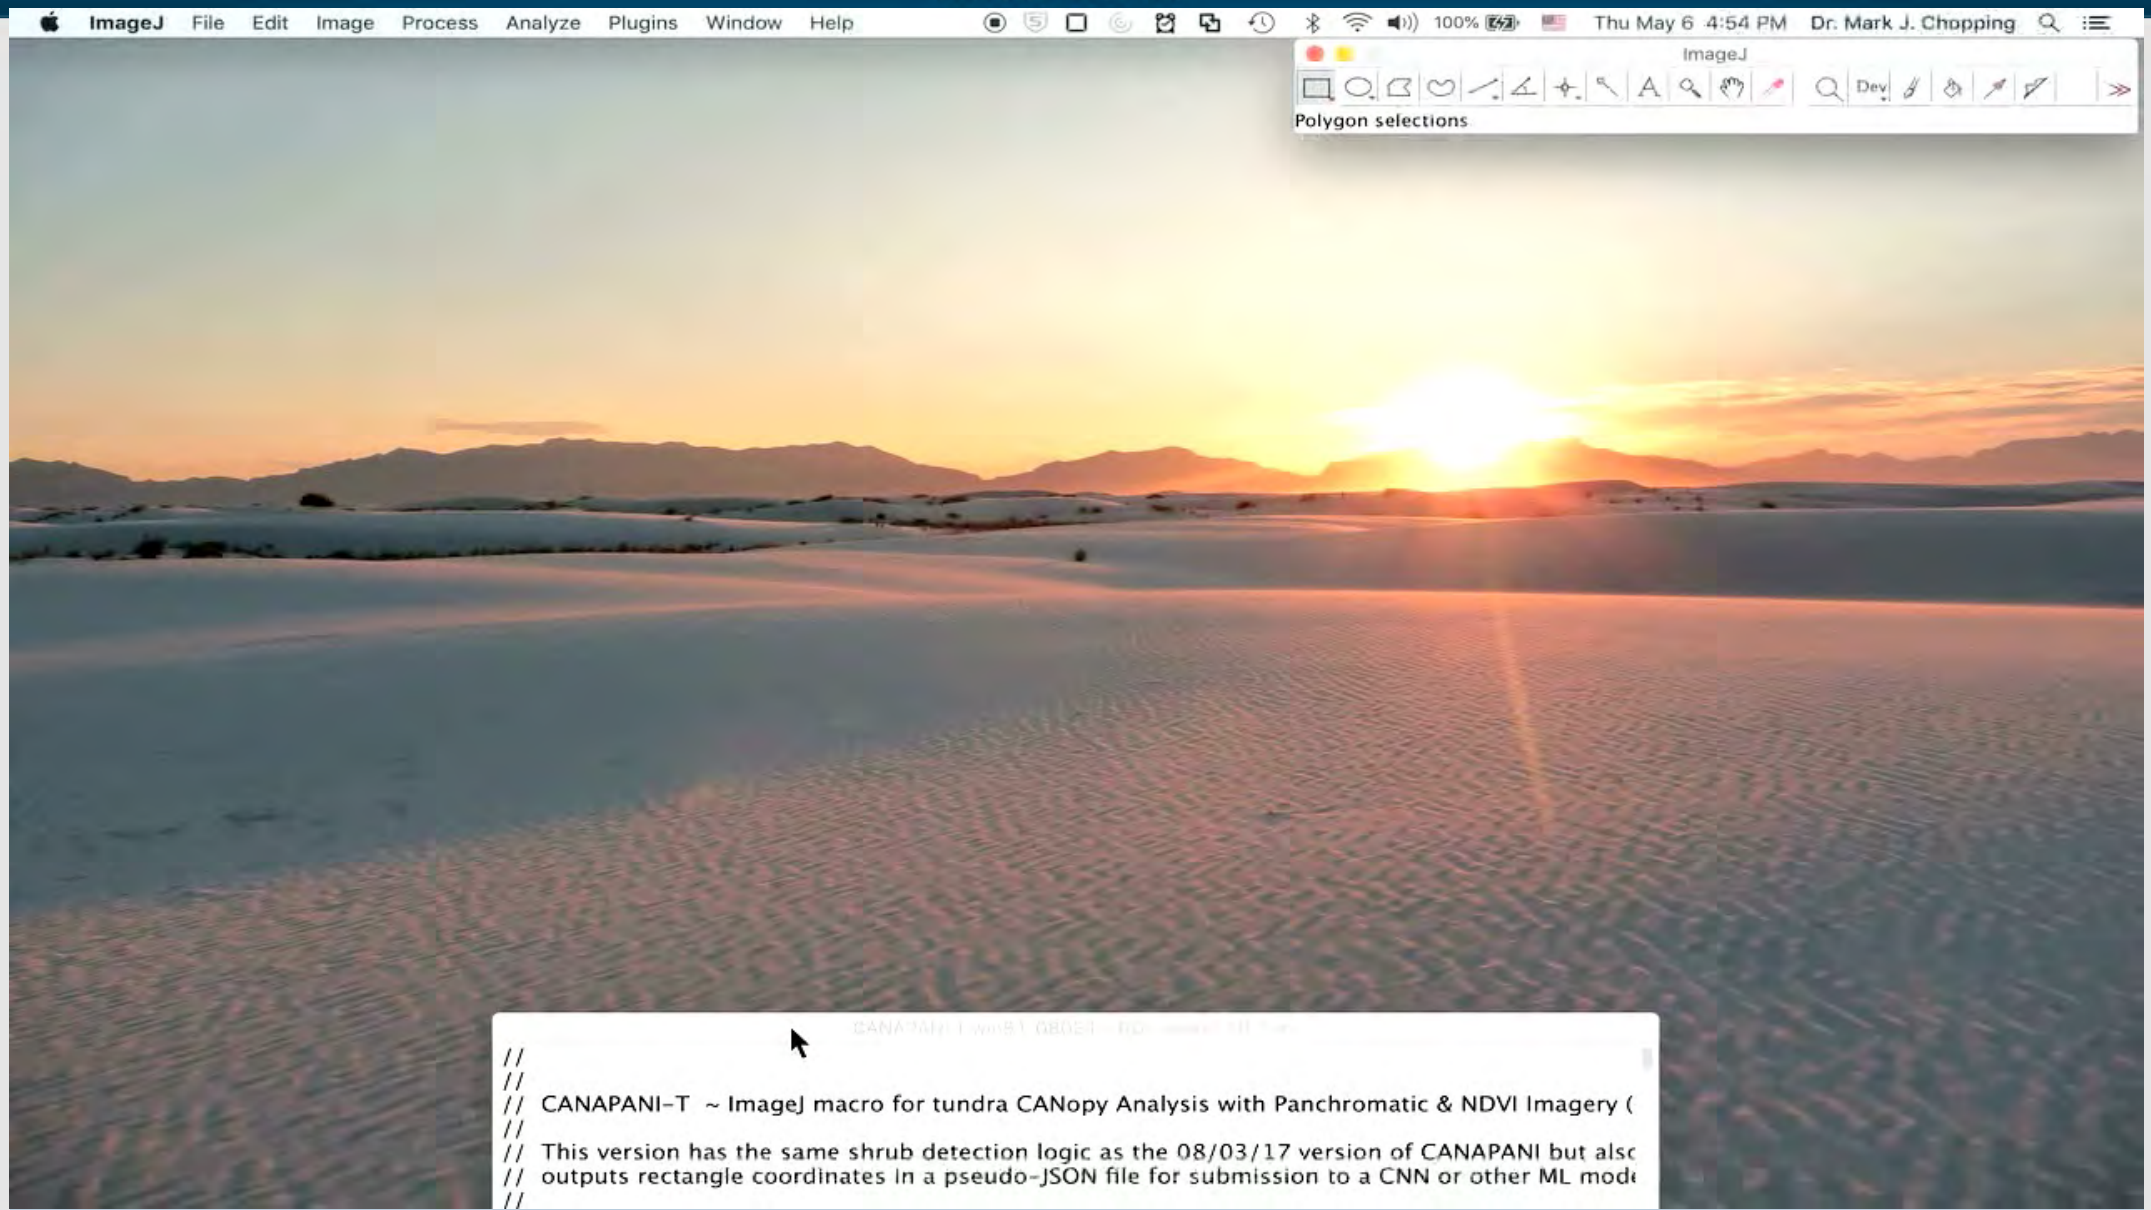 ImageJ File Edit Image Process Analyze Plugins Window Help 100% Thu May 6 4:54 PM Dr. Mark J. Chopping
ImageJ
Dev
Polygon selections
//
//
// CANAPANI-T ~ ImageJ macro for tundra CANopy Analysis with Panchromatic & NDVI Imagery (
//
// This version has the same shrub detection logic as the 08/03/17 version of CANAPANI but also
// outputs rectangle coordinates in a pseudo-JSON file for submission to a CNN or other ML mode
//